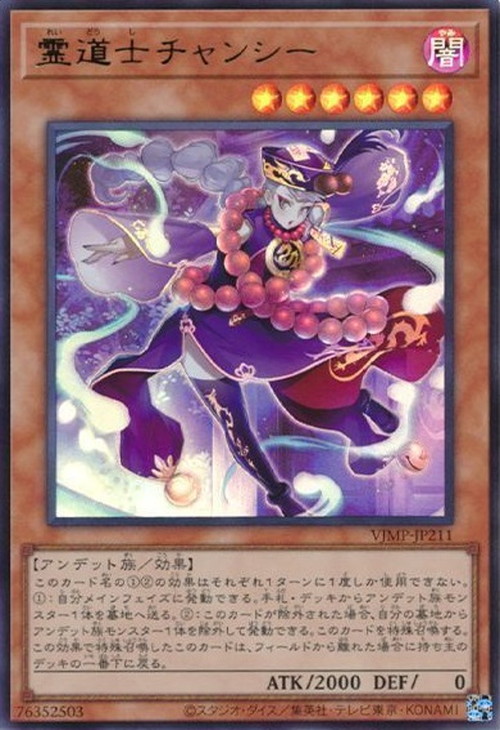 霊道士チャンシー
闇
VJMP-JP211
【アンデット族/効果】
このカード名の①②の効果はそれぞれ1ターンに1度しか使用できない。
①:自分メインフェイズに発動できる。手札・デッキからアンデット族モン
スター1体を墓地へ送る。②:このカードが除外された場合、自分の墓地から
アンデット族モンスター1体を除外して発動できる。このカードを特殊召喚する。
この効果で特殊召喚したこのカードは、フィールドから離れた場合に持ち主の
デッキの一番下に戻る。
ATK/2000 DEF/ 0
76352503 ©スタジオ・ダイス/集英社・テレビ東京・KONAMI